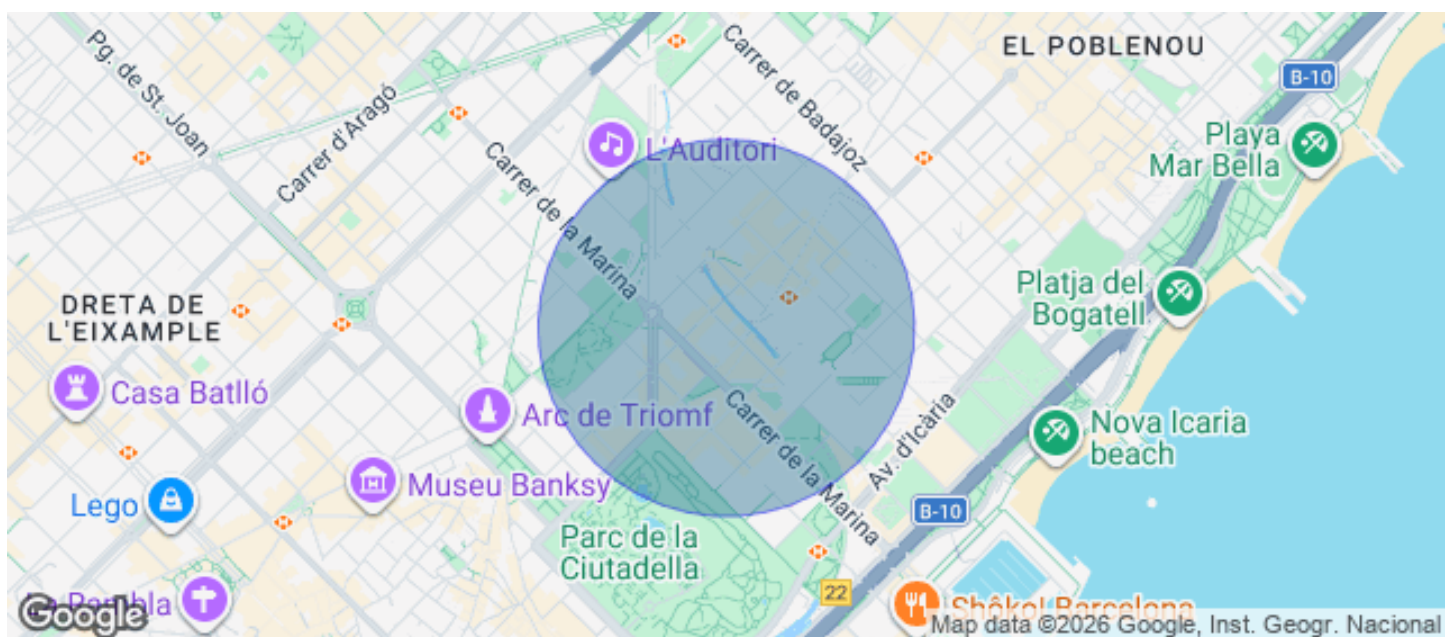 Pg. de St. Joan
Carrer d'Aragó
Carrer de Badajoz
EL POBLENOU
B-10
L'Auditori
Playa
Mar Bella
Carrer de la Marina
DRETA DE
L'EIXAMPLE
Platja del
Bogatell
Casa Batlló
Arc de Triomf
Carrer de la Marina
Av. d'Icària
Nova Icaria
beach
Museu Banksy
Lego
B-10
Parc de la
Ciutadella
22
Shôkol Barcelona
Google
Map data ©2026 Google, Inst. Geogr. Nacional